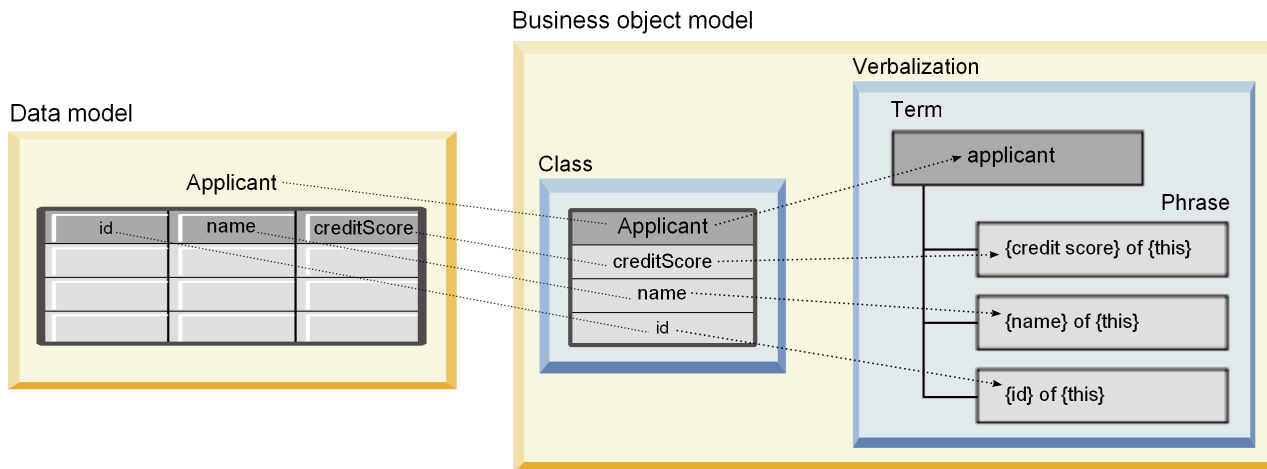 Business object model
Verbalization
Data model
Term
applicant
Class
Applicant
Phrase
id name creditScore
Applicant
{credit score} of {this}
creditScore
name
{name} of {this}
id
{id} of {this}